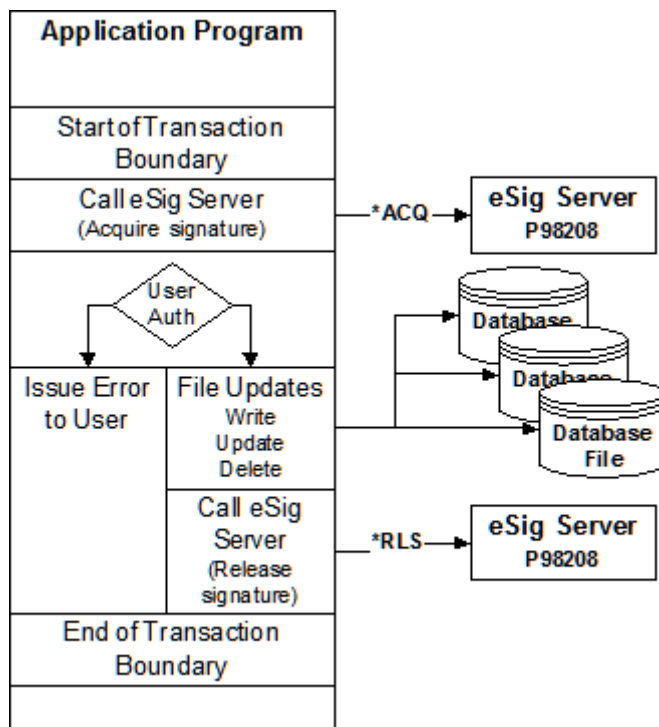 Application Program
Start of Transaction
Boundary
Call eSig Server
(Acquire signature)
*ACQ
eSig Server
P98208
User
Auth
Database
Database
Database
File
Issue Error
to User
File Updates
Write
Update
Delete
Call eSig
Server
(Release
signature)
*RLS
eSig Server
P98208
End of Transaction
Boundary